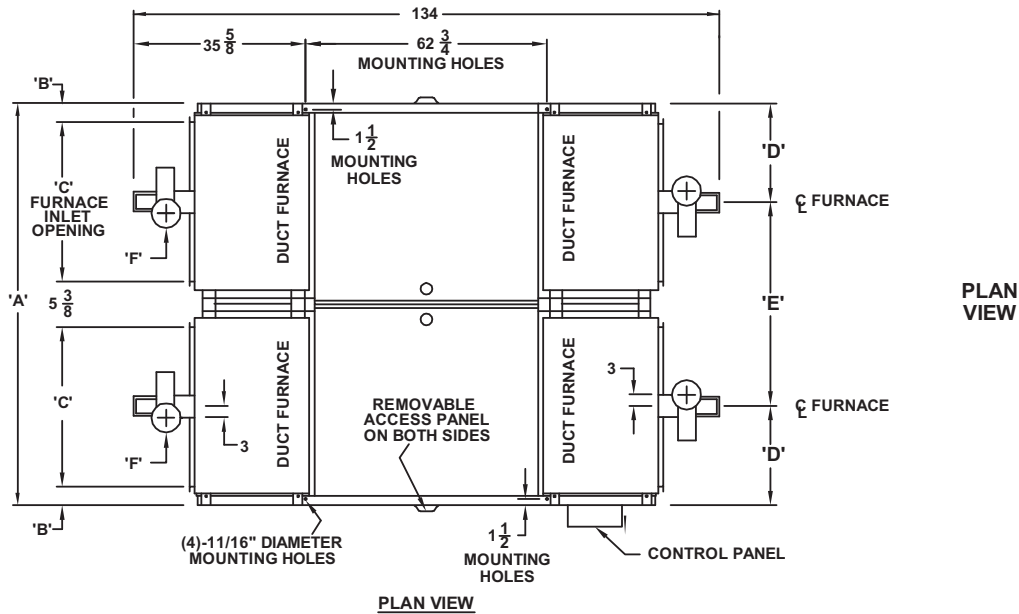 134
35 5/8
62 3/4
MOUNTING HOLES
'B'
1 1/2
MOUNTING
HOLES
'D'
'C'
FURNACE
INLET
OPENING
DUCT FURNACE
DUCT FURNACE
℄ FURNACE
'F'
'A'
5 3/8
'E'
PLAN
VIEW
'C'
DUCT FURNACE
DUCT FURNACE
3
3
REMOVABLE
ACCESS PANEL
ON BOTH SIDES
℄ FURNACE
'F'
'D'
'B'
(4)-11/16" DIAMETER
MOUNTING HOLES
1 1/2
MOUNTING
HOLES
CONTROL PANEL
PLAN VIEW